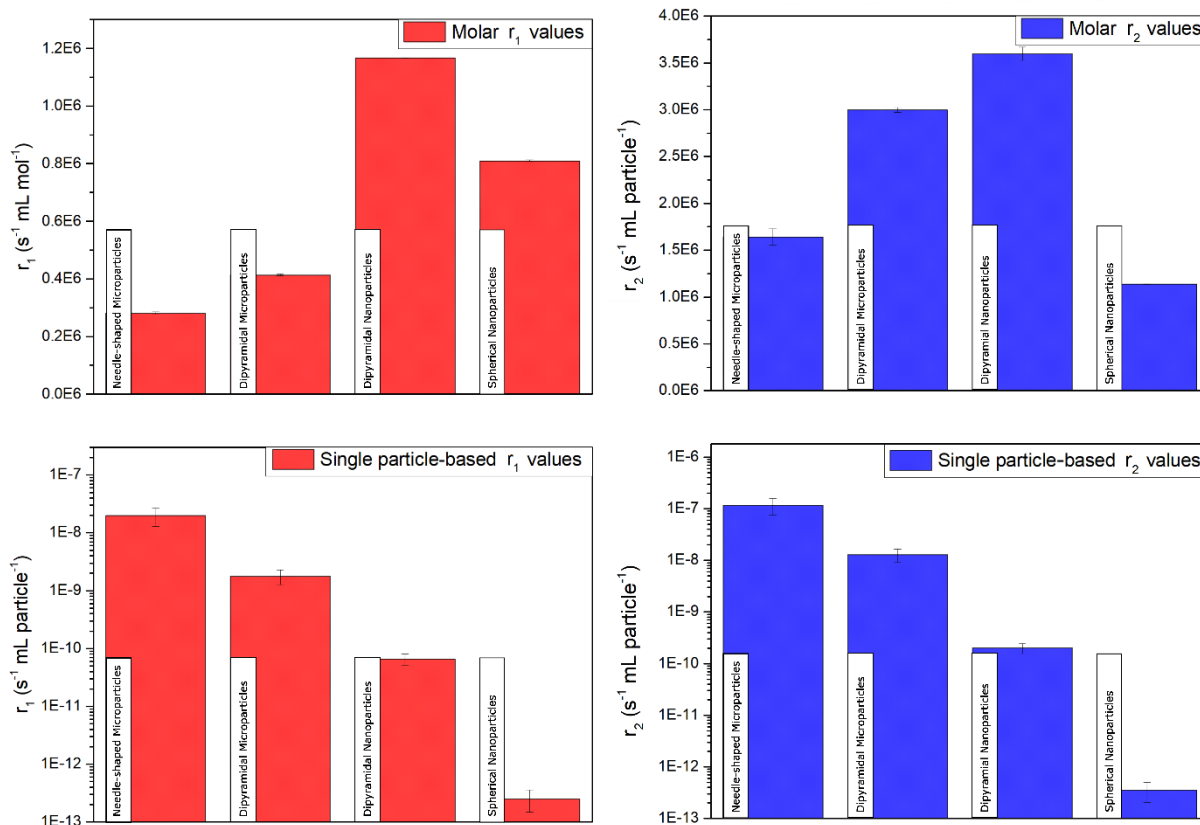 Molar r1 values
1.2E6
1.0E6
0.8E6
0.6E6
0.4E6
0.2E6
0.0E6
r1 (s-1 mL mol-1)
Needle-shaped Microparticles
Dipyramidal Microparticles
Dipyramidal Nanoparticles
Spherical Nanoparticles
Molar r2 values
4.0E6
3.5E6
3.0E6
2.5E6
2.0E6
1.5E6
1.0E6
0.5E6
0.0E6
r2 (s-1 mL particle-1)
Needle-shaped Microparticles
Dipyramidal Microparticles
Dipyramial Nanoparticles
Spherical Nanoparticles
Single particle-based r1 values
1E-7
1E-8
1E-9
1E-10
1E-11
1E-12
1E-13
r1 (s-1 mL particle-1)
Needle-shaped Microparticles
Dipyramidal Microparticles
Dipyramidal Nanoparticles
Spherical Nanoparticles
Single particle-based r2 values
1E-6
1E-7
1E-8
1E-9
1E-10
1E-11
1E-12
1E-13
r2 (s-1 mL particle-1)
Needle-shaped Microparticles
Dipyramidal Microparticles
Dipyramial Nanoparticles
Spherical Nanoparticles